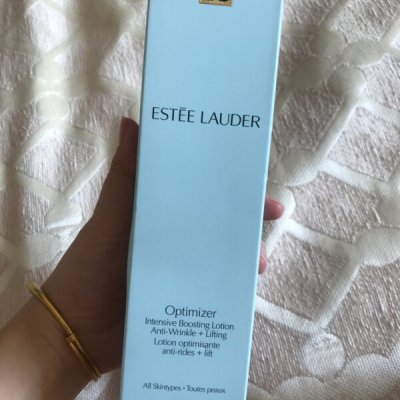 ESTĒE LAUDER
Optimizer
Intensive Boosting Lotion
Anti-Wrinkle + Lifting
Lotion optimisante
anti-rides + lift
All Skintypes • Toutes peaux